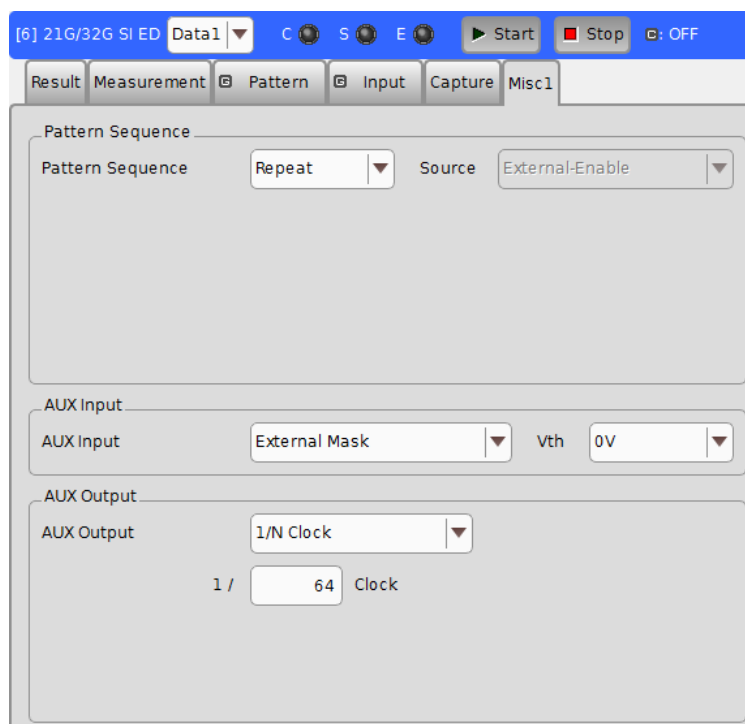 [6] 21G/32G SI ED Data1 C S E Start Stop G: OFF
Result Measurement G Pattern G Input Capture Misc1
Pattern Sequence
Pattern Sequence Repeat Source External-Enable
AUX Input
AUX Input External Mask Vth 0V
AUX Output
AUX Output 1/N Clock
1 / 64 Clock